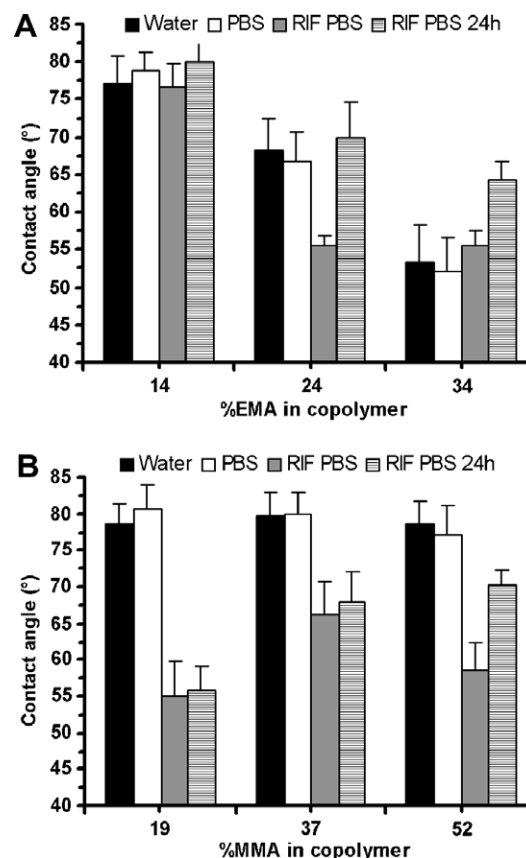 A
Water PBS RIF PBS RIF PBS 24h
85
80
75
70
65
60
55
50
45
40
Contact angle (°)
14 24 34
%EMA in copolymer
B
Water PBS RIF PBS RIF PBS 24h
85
80
75
70
65
60
55
50
45
40
Contact angle (°)
19 37 52
%MMA in copolymer